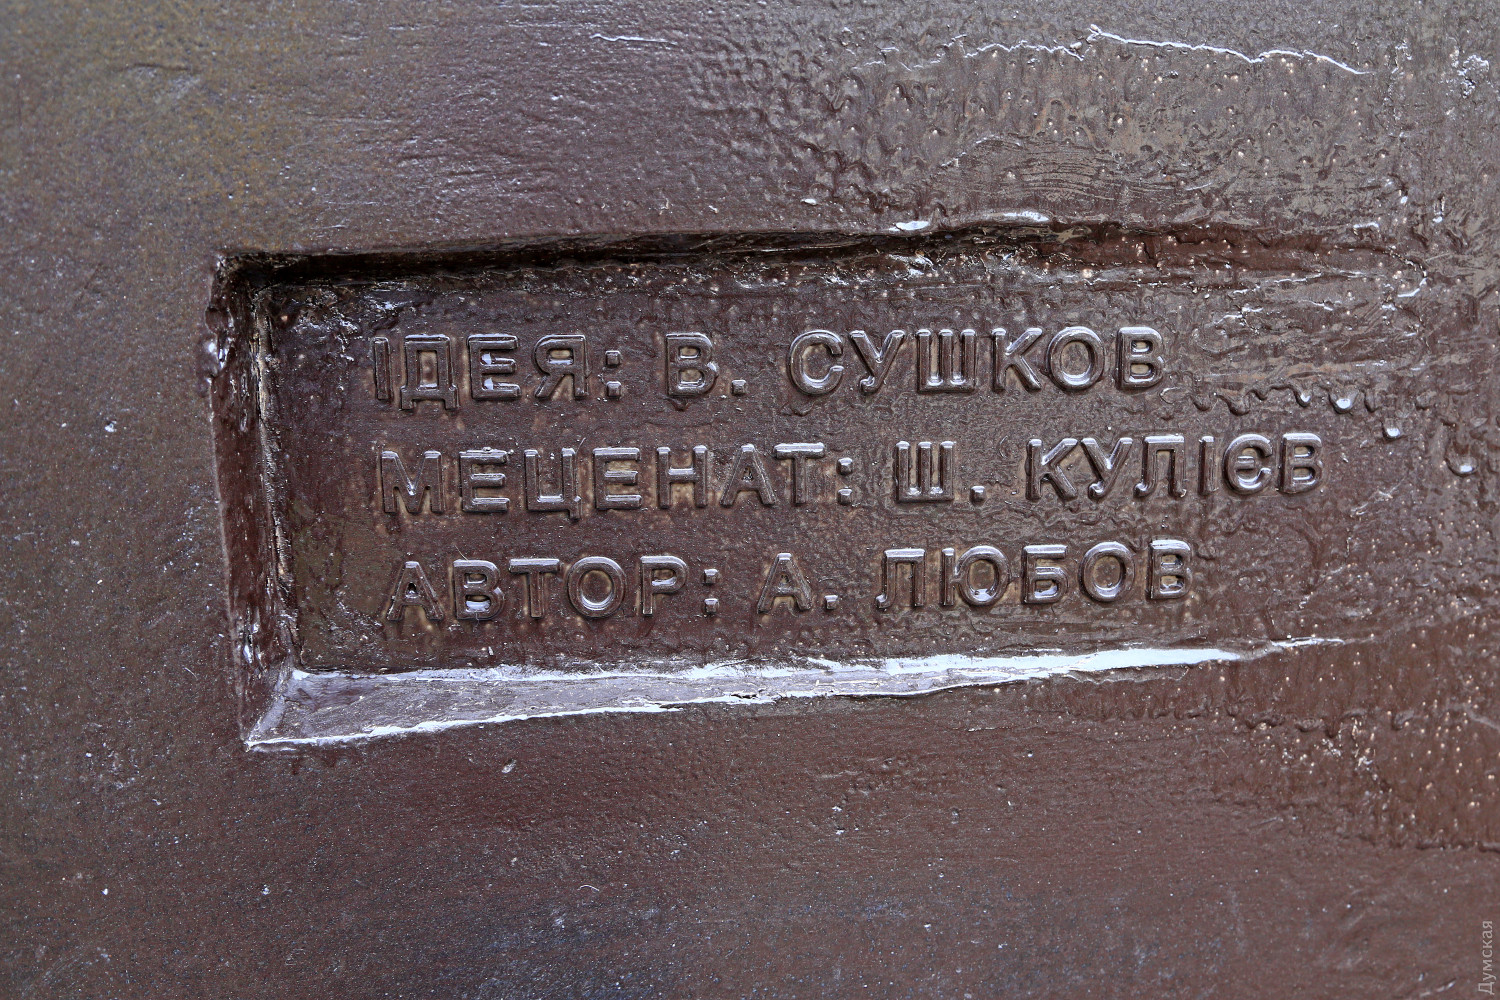 ІДЕЯ: В. СУШКОВ
МЕЦЕНАТ: Ш. КУЛІЄВ
АВТОР: А. ЛЮБОВ
Думская